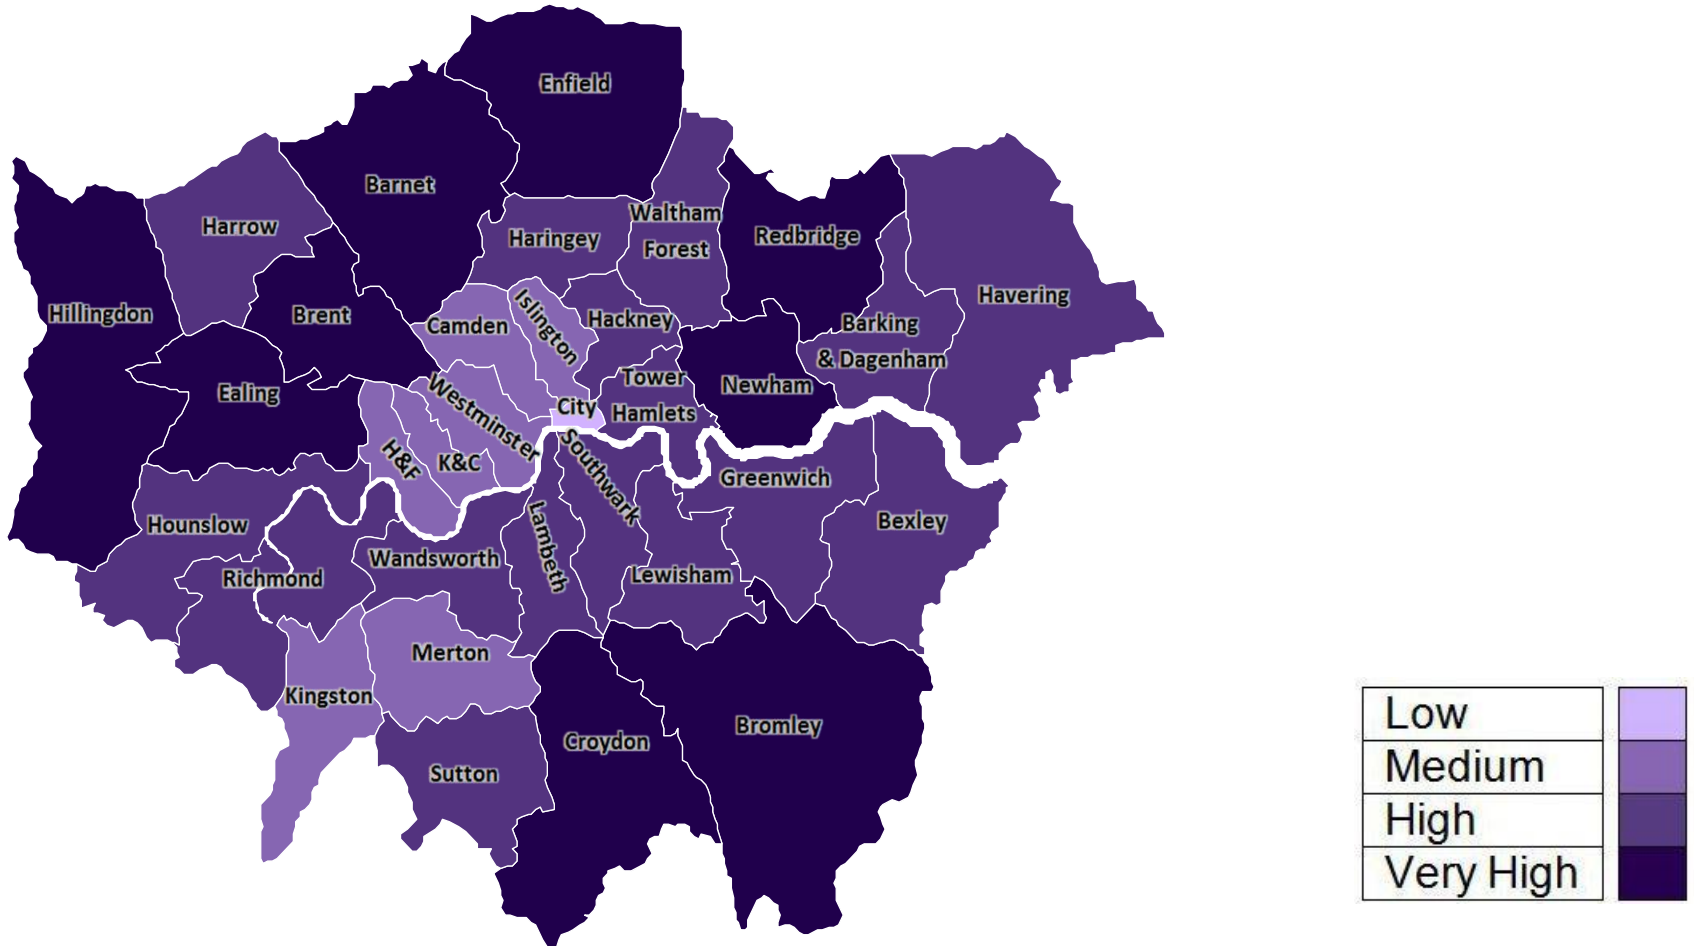 Enfield
Barnet
Harrow
Haringey
Waltham
Forest
Redbridge
Havering
Hillingdon
Brent
Camden
Islington
Hackney
Barking
& Dagenham
Ealing
Westminster
City
Tower
Hamlets
Newham
H&F
K&C
Southwark
Greenwich
Hounslow
Bexley
Richmond
Wandsworth
Lambeth
Lewisham
Merton
Kingston
Croydon
Bromley
Sutton
Low
Medium
High
Very High